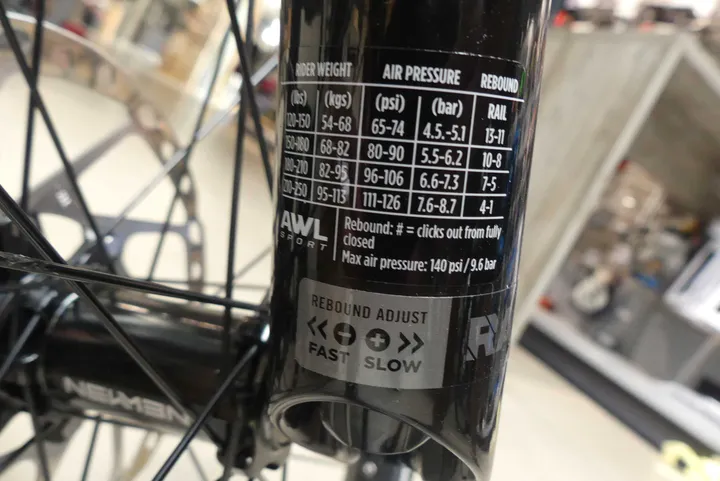 RIDER WEIGHT AIR PRESSURE REBOUND
(lbs) (kgs) (psi) (bar) RAIL
120-150 54-68 65-74 4.5.-5.1 13-11
150-180 68-82 80-90 5.5-6.2 10-8
180-210 82-95 96-106 6.6-7.3 7-5
210-250 95-113 111-126 7.6-8.7 4-1
AWL
SPORT
Rebound: # = clicks out from fully
closed
Max air pressure: 140 psi / 9.6 bar
REBOUND ADJUST
FAST SLOW
NEWMEN